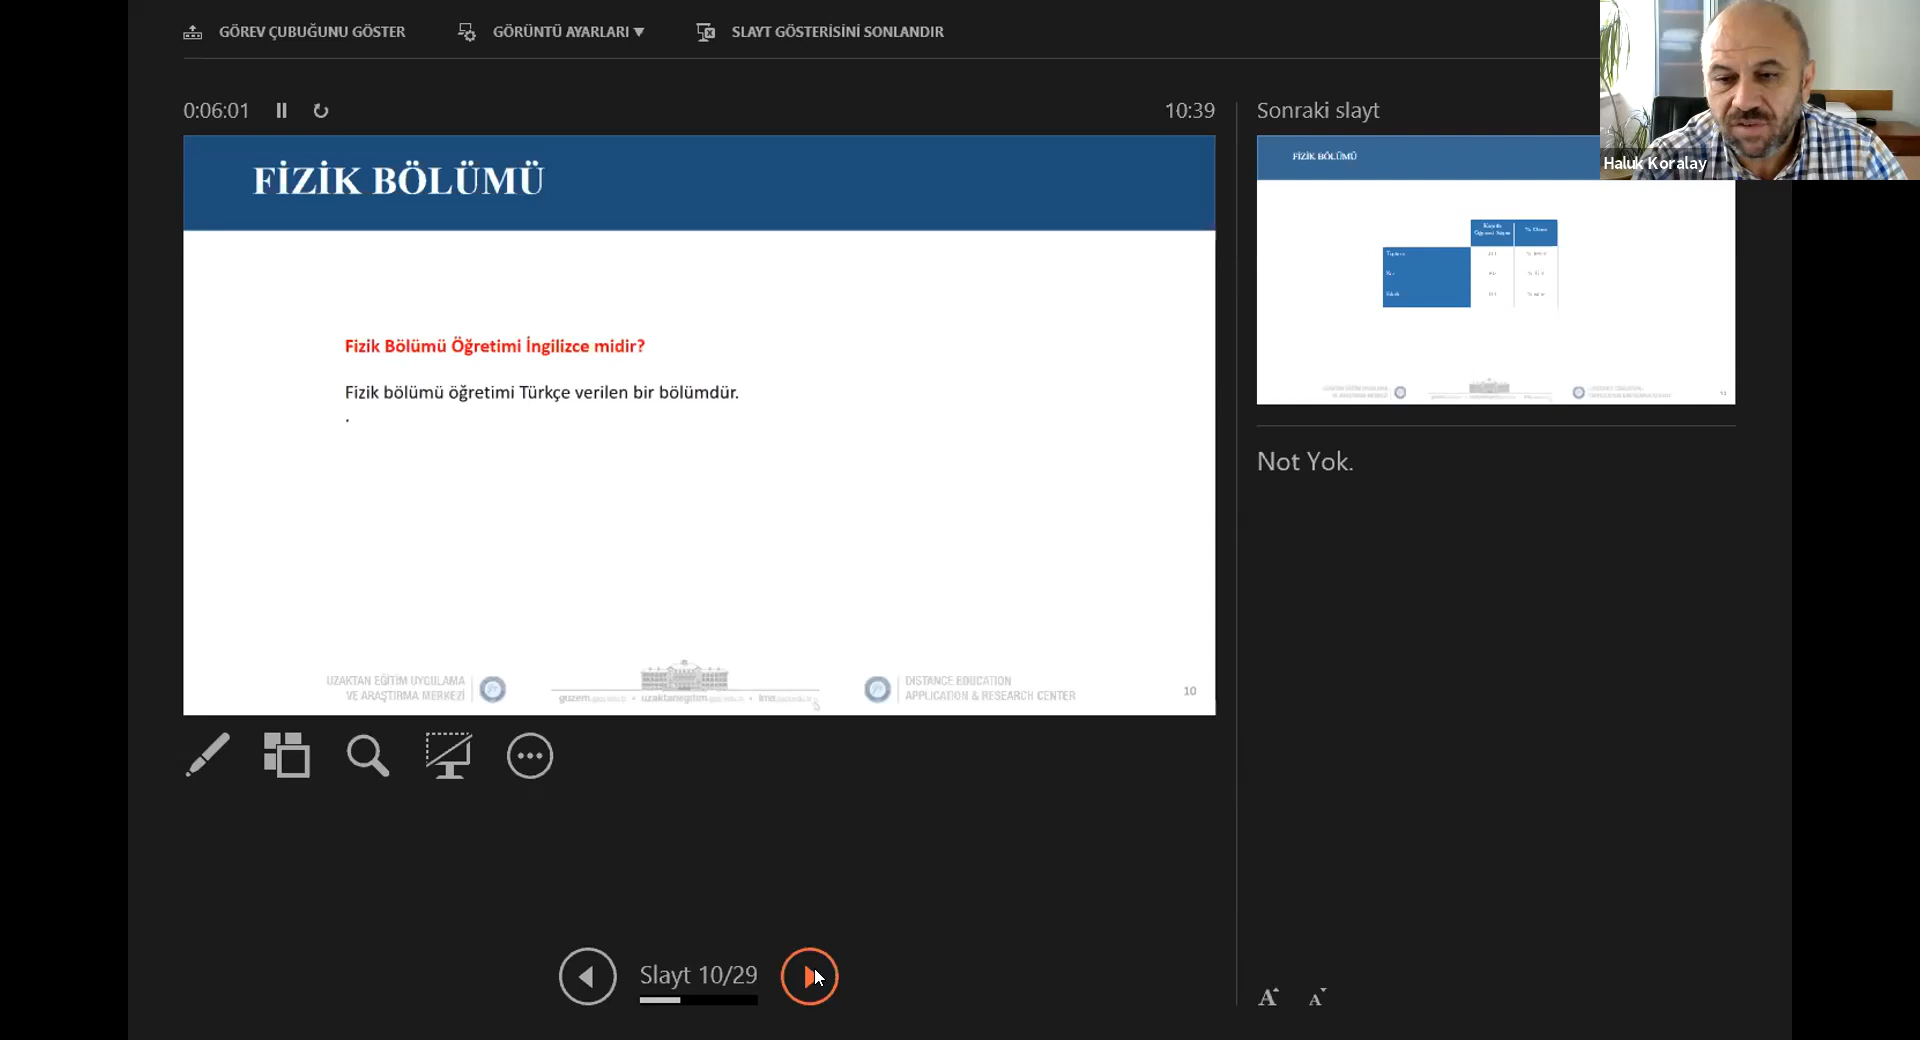 GÖREV ÇUBUĞUNU GÖSTER
GÖRÜNTÜ AYARLARI ▼
SLAYT GÖSTERİSİNİ SONLANDIR
0:06:01
10:39
FİZİK BÖLÜMÜ
Fizik Bölümü Öğretimi İngilizce midir?
Fizik bölümü öğretimi Türkçe verilen bir bölümdür.
.
UZAKTAN EĞİTİM UYGULAMA
VE ARAŞTIRMA MERKEZİ
DISTANCE EDUCATION
APPLICATION & RESEARCH CENTER
10
Slayt 10/29
Sonraki slayt
Haluk Koralay
FİZİK BÖLÜMÜ
Not Yok.
A A